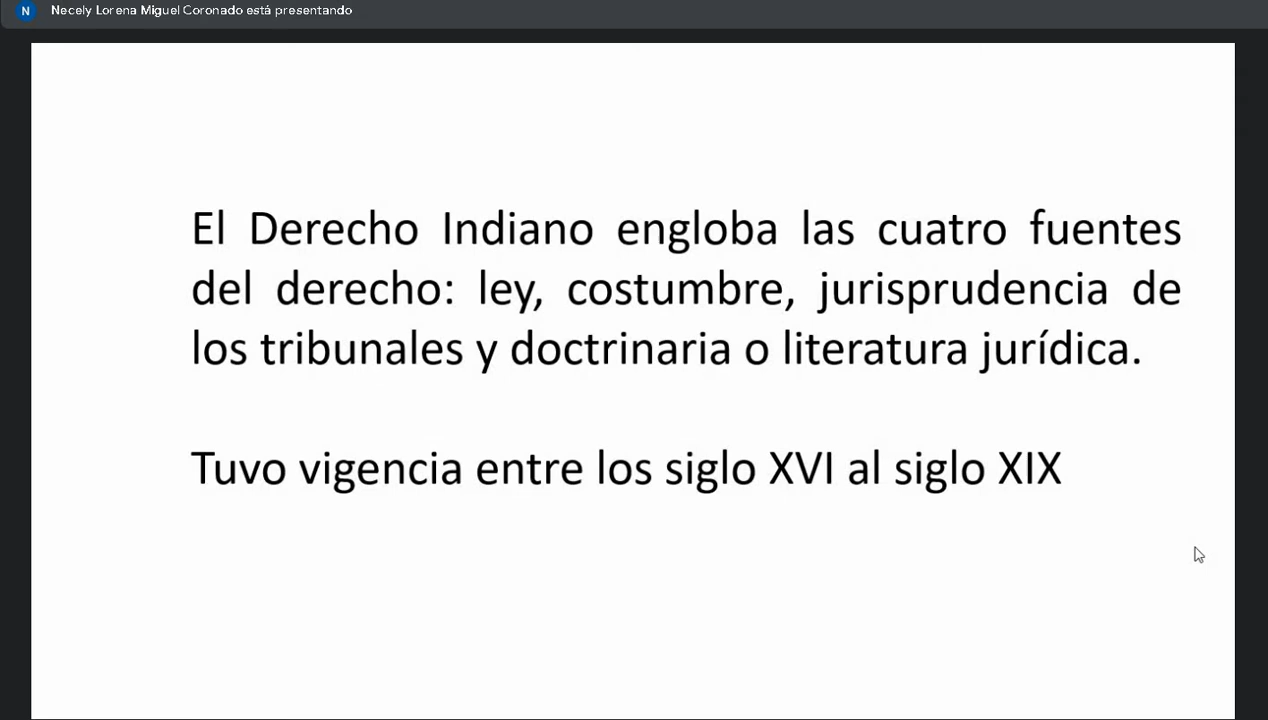 N Necely Lorena Miguel Coronado está presentando
El Derecho Indiano engloba las cuatro fuentes
del derecho: ley, costumbre, jurisprudencia de
los tribunales y doctrinaria o literatura jurídica.
Tuvo vigencia entre los siglo XVI al siglo XIX